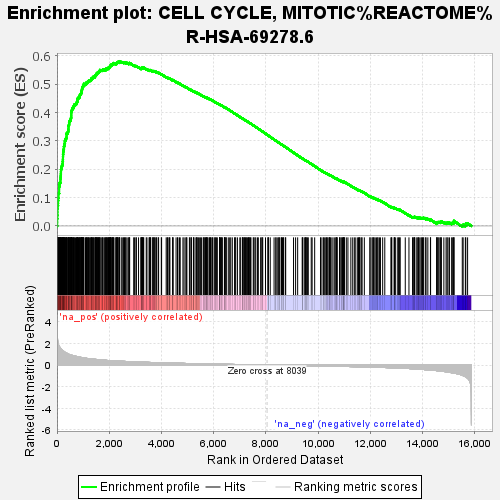 Enrichment plot: CELL CYCLE, MITOTIC%REACTOME%
R-HSA-69278.6
Enrichment score (ES)
0.6
0.5
0.4
0.3
0.2
0.1
0.0
'na_pos' (positively correlated)
Ranked list metric (PreRanked)
4
2
0
-2
-4
-6
Zero cross at 8039
'na_neg' (negatively correlated)
0
2,000
4,000
6,000
8,000
10,000
12,000
14,000
16,000
Rank in Ordered Dataset
Enrichment profile
Hits
Ranking metric scores